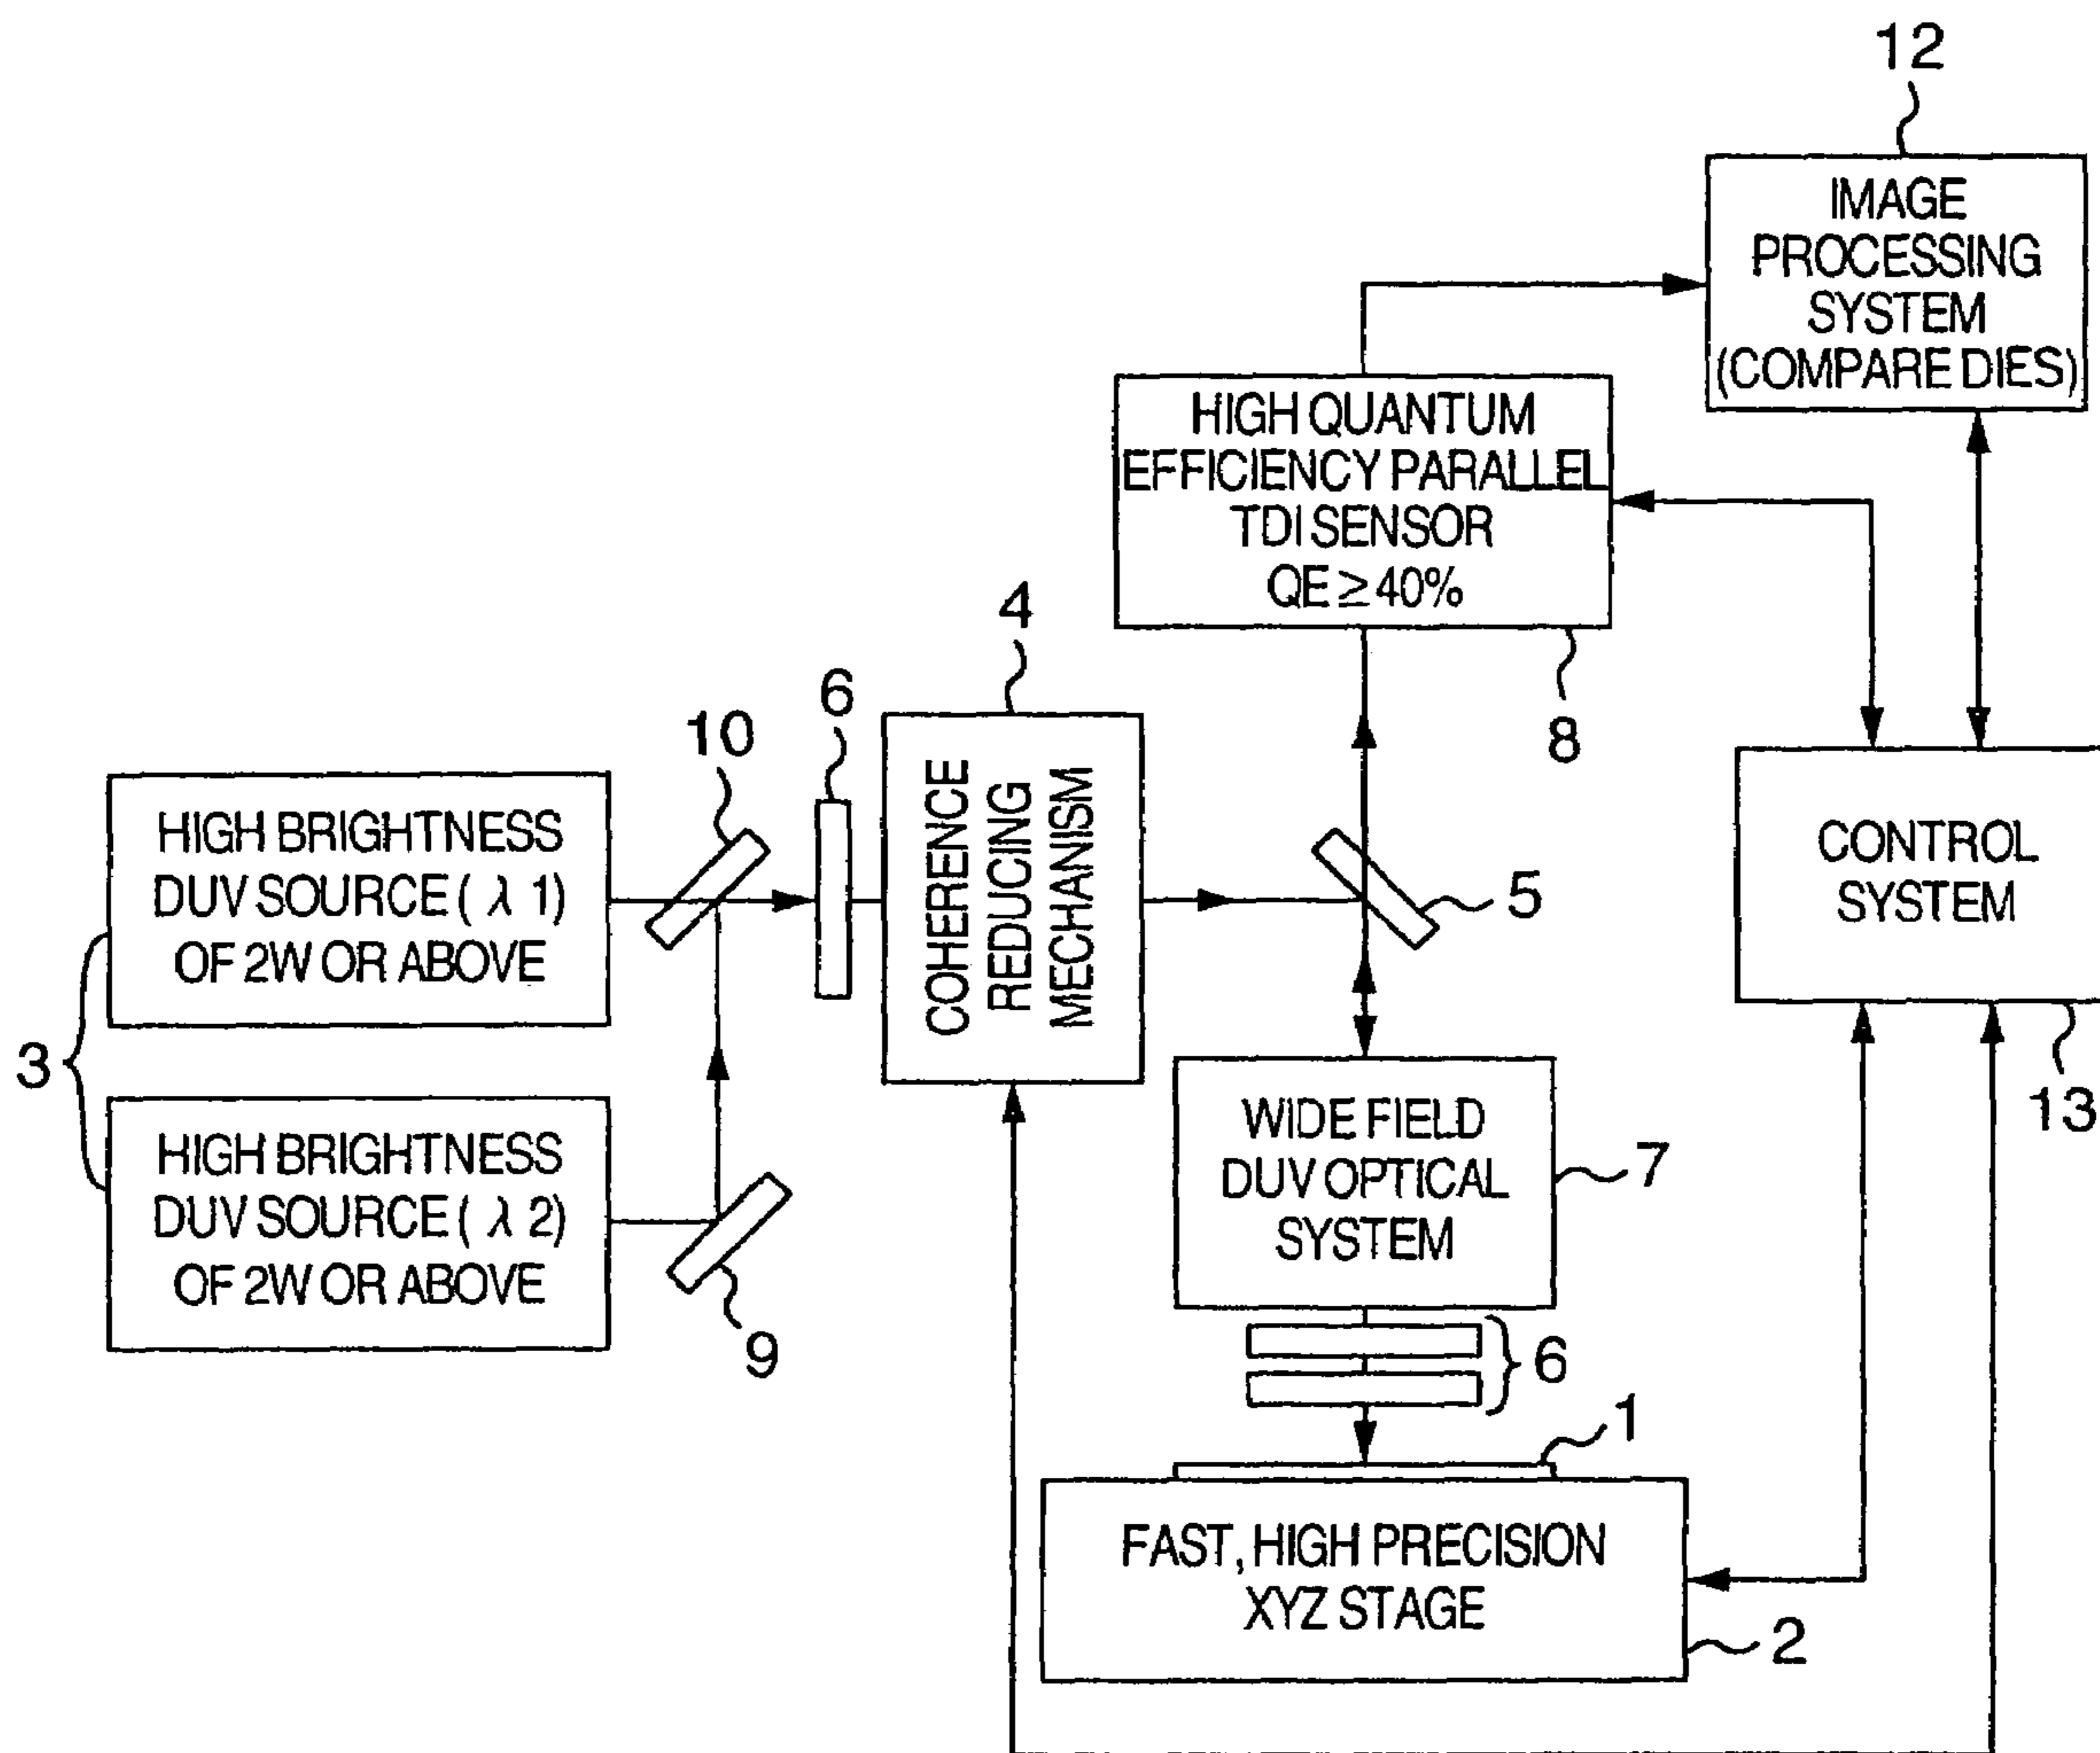 12
IMAGE
PROCESSING
SYSTEM
(COMPARE DIES)
HIGH QUANTUM
EFFICIENCY PARALLEL
TDI SENSOR
QE ≥ 40%
8
4
6
10
COHERENCE
REDUCING
MECHANISM
5
CONTROL
SYSTEM
13
HIGH BRIGHTNESS
DUV SOURCE ( λ 1)
OF 2W OR ABOVE
3
HIGH BRIGHTNESS
DUV SOURCE ( λ 2)
OF 2W OR ABOVE
9
WIDE FIELD
DUV OPTICAL
SYSTEM
7
6
1
FAST, HIGH PRECISION
XYZ STAGE
2